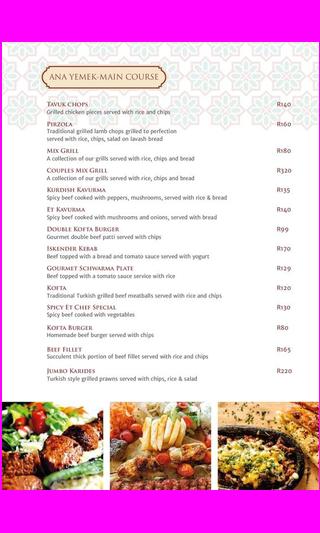 ANA YEMEK-MAIN COURSE
TAVUK CHOPS R140
Grilled chicken pieces served with rice and chips
PIRZOLA R160
Traditional grilled lamb chops grilled to perfection
served with rice, chips, salad on lavash bread
MIX GRILL R180
A collection of our grills served with rice, chips and bread
COUPLES MIX GRILL R320
A collection of our grills served with rice, chips and bread
KURDISH KAVURMA R135
Spicy beef cooked with peppers, mushrooms, served with rice & bread
ET KAVURMA R140
Spicy beef cooked with mushrooms and onions, served with bread
DOUBLE KOFTA BURGER R99
Gourmet double beef patti served with chips
ISKENDER KEBAB R170
Beef topped with a bread and tomato sauce served with yogurt
GOURMET SCHWARMA PLATE R129
Beef topped with a tomato sauce service with rice
KOFTA R120
Traditional Turkish grilled beef meatballs served with rice and chips
SPICY ET CHEF SPECIAL R130
Spicy beef cooked with vegetables
KOFTA BURGER R80
Homemade beef burger served with chips
BEEF FILLET R165
Succulent thick portion of beef fillet served with rice and chips
JUMBO KARIDES R220
Turkish style grilled prawns served with chips, rice & salad